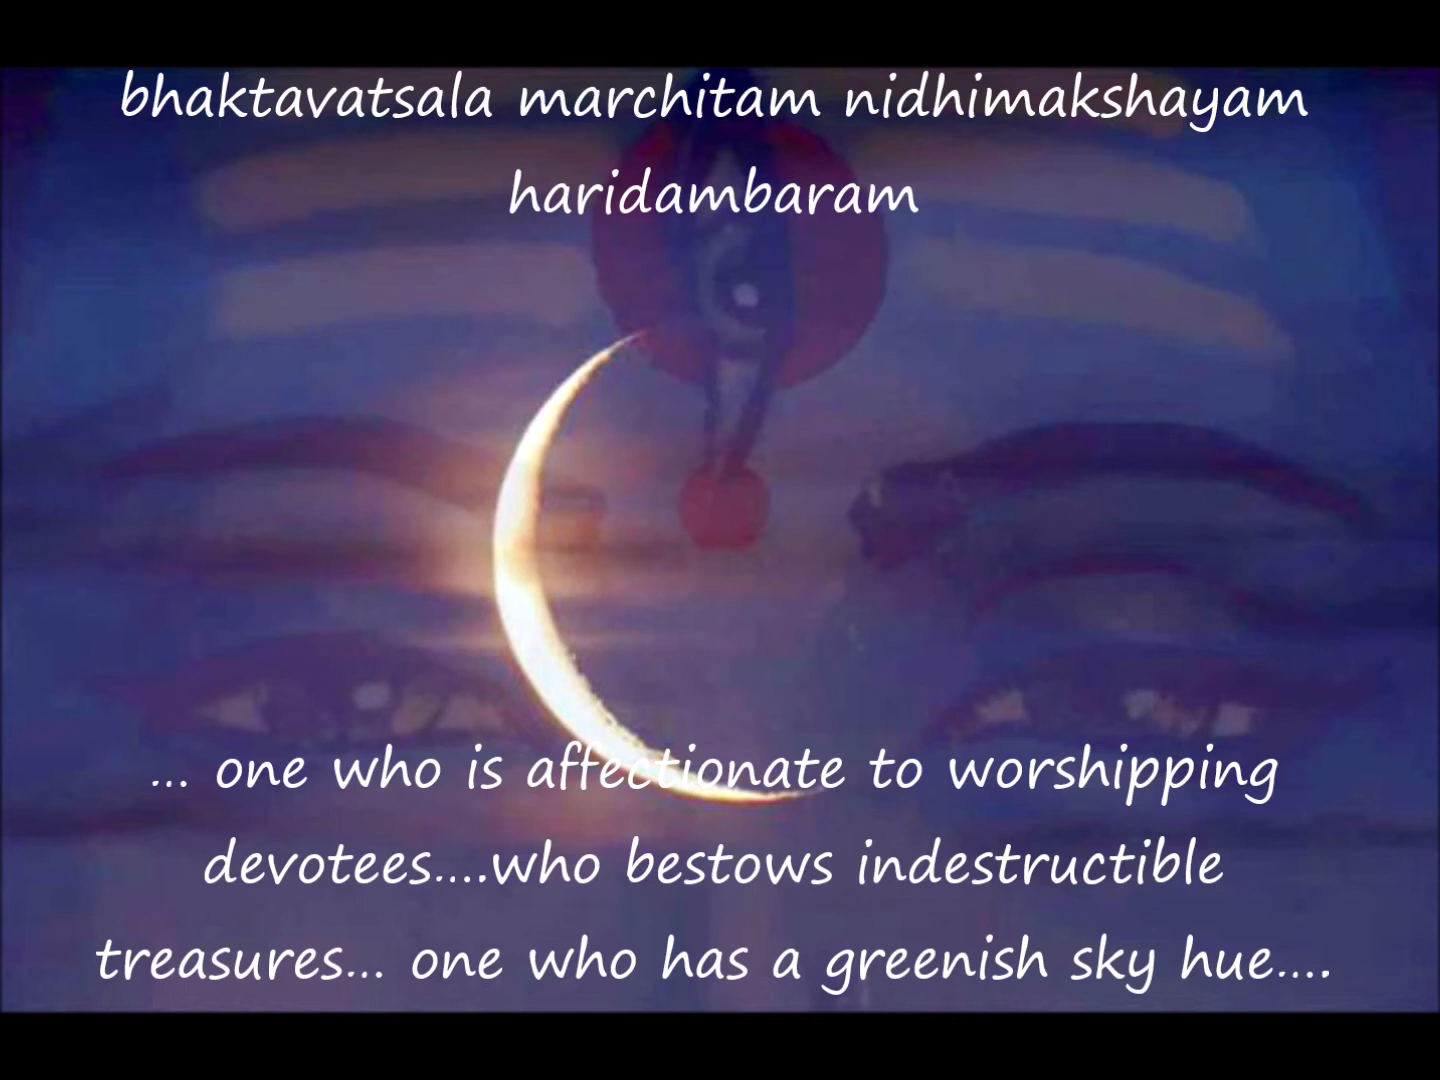 bhaktavatsala marchitam nidhimakshayam
haridambaram
... one who is affectionate to worshipping
devotees....who bestows indestructible
treasures... one who has a greenish sky hue....